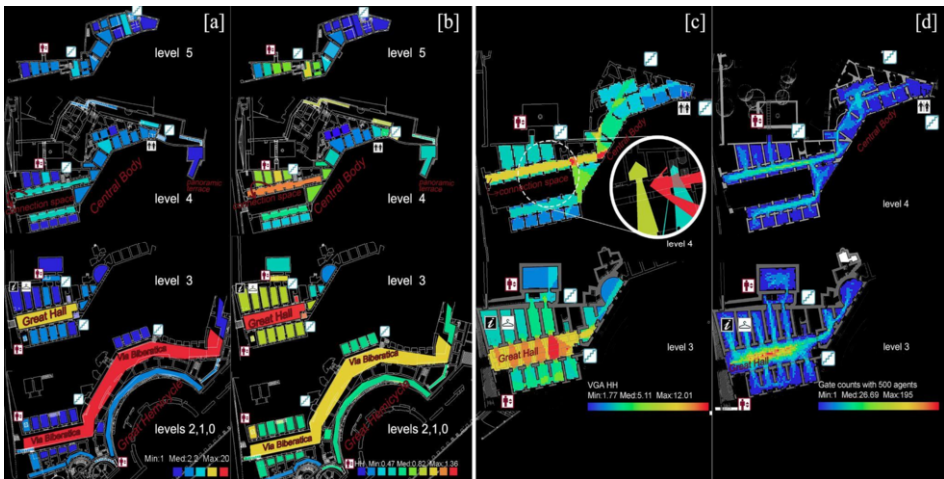 [a]
level 5
Central Body
connection space
panoramic
terrace
level 4
level 3
Great Hall
Via Biberatica
Great Hemicycle
Via Biberatica
levels 2,1,0
Min:1 Med:2.2 Max:20
[b]
level 5
Central Body
connection space
panoramic
terrace
level 4
level 3
Great Hall
Via Biberatica
Great Hemicycle
Via Biberatica
levels 2,1,0
HH Min:0.47 Med:0.82 Max:1.36
[c]
Central Body
connection space
level 4
Great Hall
level 3
VGA HH
Min:1.77 Med:5.11 Max:12.01
[d]
Central Body
level 4
Hall
level 3
Gate counts with 500 agents
Min:1 Med:26.69 Max:195